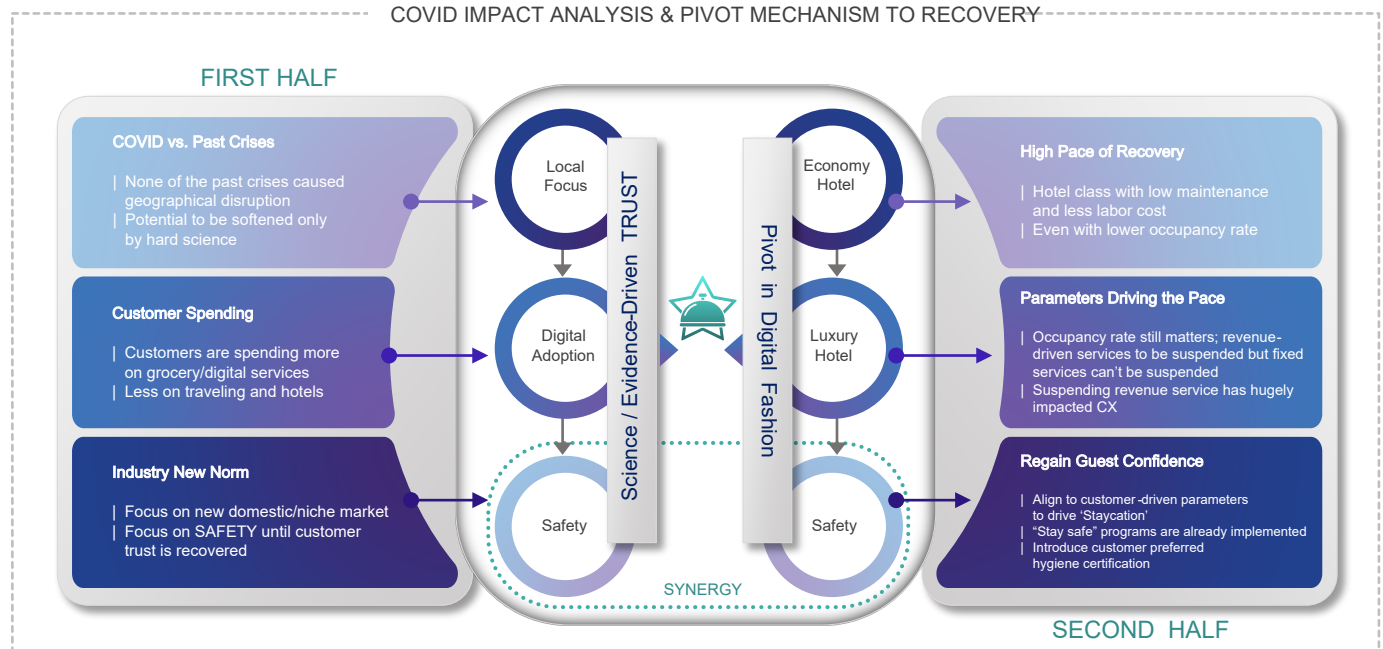 COVID IMPACT ANALYSIS & PIVOT MECHANISM TO RECOVERY
FIRST HALF
COVID vs. Past Crises
| None of the past crises caused
geographical disruption
| Potential to be softened only
by hard science
Customer Spending
| Customers are spending more
on grocery/digital services
| Less on traveling and hotels
Industry New Norm
| Focus on new domestic/niche market
| Focus on SAFETY until customer
trust is recovered
Local
Focus
Digital
Adoption
Safety
Science / Evidence-Driven TRUST
Pivot in Digital Fashion
Economy
Hotel
Luxury
Hotel
Safety
SYNERGY
High Pace of Recovery
| Hotel class with low maintenance
and less labor cost
| Even with lower occupancy rate
Parameters Driving the Pace
| Occupancy rate still matters; revenue-
driven services to be suspended but fixed
services can’t be suspended
| Suspending revenue service has hugely
impacted CX
Regain Guest Confidence
| Align to customer-driven parameters
to drive ‘Staycation’
| “Stay safe” programs are already implemented
| Introduce customer preferred
hygiene certification
SECOND HALF